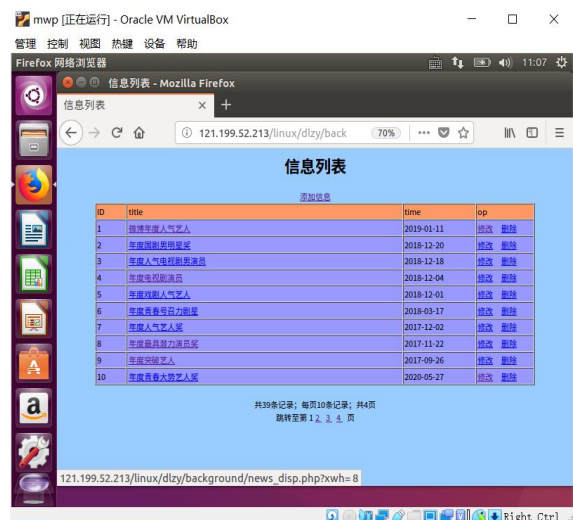 mwp [正在运行] - Oracle VM VirtualBox
管理 控制 视图 热键 设备 帮助
Firefox 网络浏览器 11:07
信息列表 - Mozilla Firefox
信息列表
121.199.52.213/linux/dlzy/back 70%
信息列表
添加信息
ID title time op
1 微博年度人气艺人 2019-01-11 修改 删除
2 年度国剧男明星奖 2018-12-20 修改 删除
3 年度人气电视剧男演员 2018-12-18 修改 删除
4 年度电视剧演员 2018-12-04 修改 删除
5 年度戏剧人气艺人 2018-12-01 修改 删除
6 年度青春号召力剧星 2018-03-17 修改 删除
7 年度人气艺人奖 2017-12-02 修改 删除
8 年度最具潜力演员奖 2017-11-22 修改 删除
9 年度突破艺人 2017-09-26 修改 删除
10 年度青春大势艺人奖 2020-05-27 修改 删除
共39条记录；每页10条记录；共4页
跳转至第 1 2 3 4 页
121.199.52.213/linux/dlzy/background/news_disp.php?xwh= 8
Right Ctrl